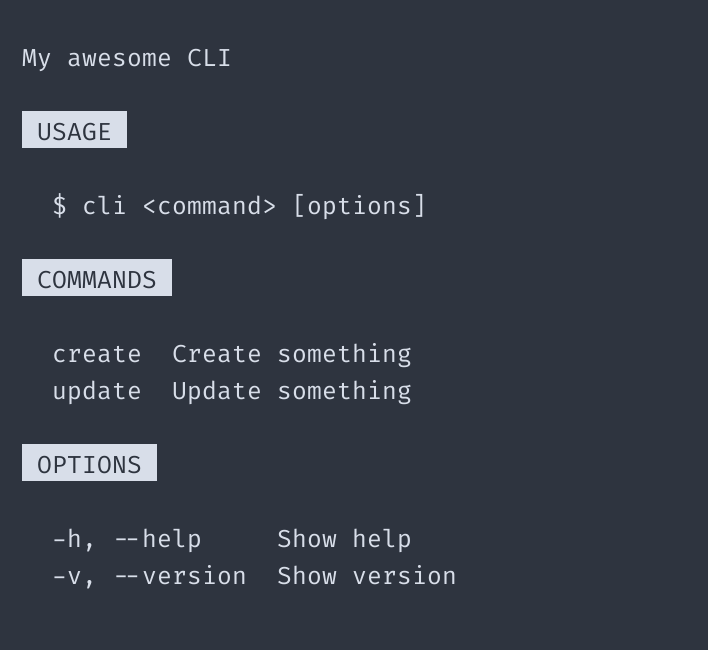 My awesome CLI
USAGE
$ cli <command> [options]
COMMANDS
create  Create something
update  Update something
OPTIONS
-h, --help     Show help
-v, --version  Show version